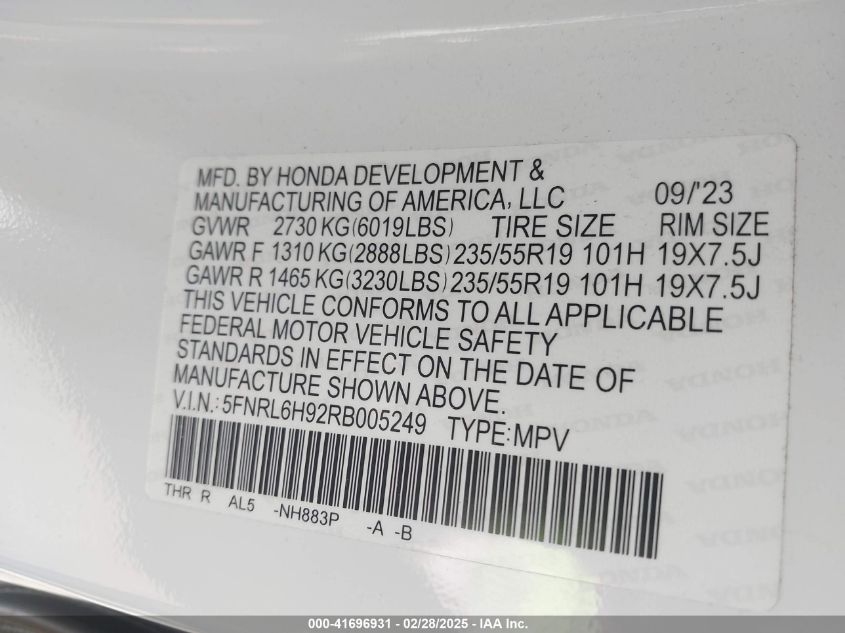 MFD. BY HONDA DEVELOPMENT &
MANUFACTURING OF AMERICA, LLC 09/'23
GVWR 2730 KG(6019LBS) TIRE SIZE RIM SIZE
GAWR F 1310 KG(2888LBS) 235/55R19 101H 19X7.5J
GAWR R 1465 KG(3230LBS) 235/55R19 101H 19X7.5J
THIS VEHICLE CONFORMS TO ALL APPLICABLE
FEDERAL MOTOR VEHICLE SAFETY
STANDARDS IN EFFECT ON THE DATE OF
MANUFACTURE SHOWN ABOVE.
V.I.N.: 5FNRL6H92RB005249 TYPE: MPV
THR R AL5 -NH883P -A -B
000-41696931 - 02/28/2025 - IAA Inc.